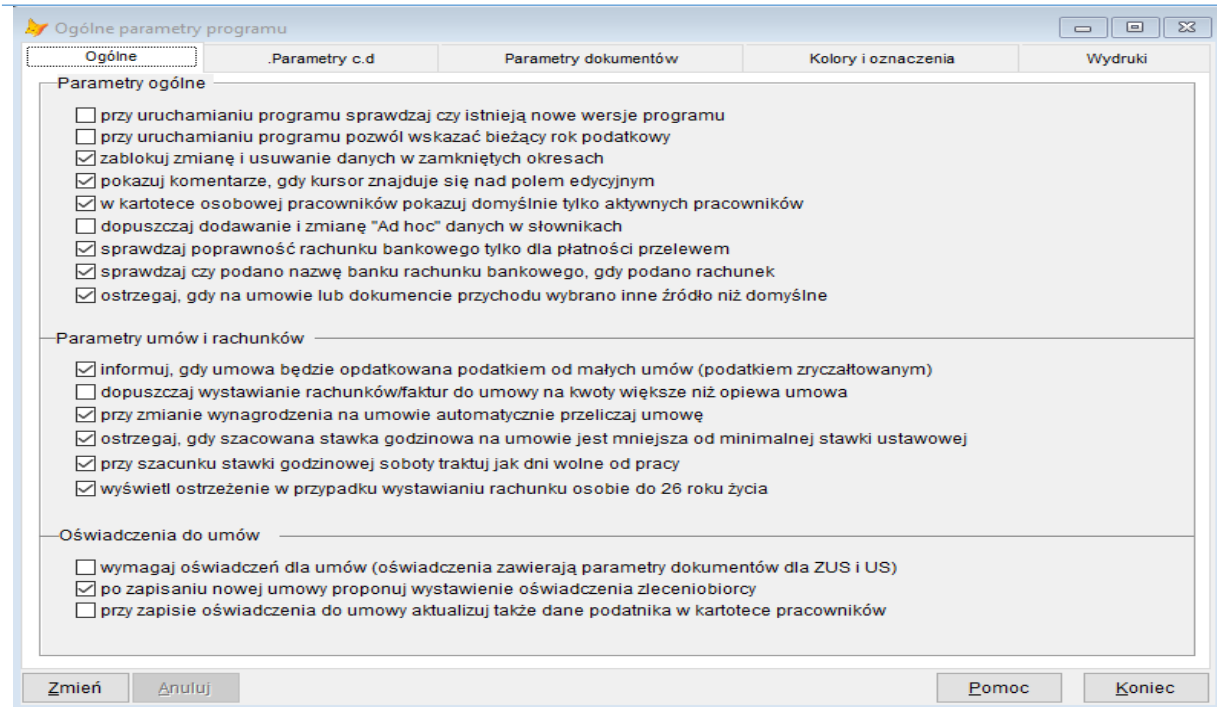 Ogólne parametry programu
Ogólne
.Parametry c.d
Parametry dokumentów
Kolory i oznaczenia
Wydruki
Parametry ogólne
przy uruchamianiu programu sprawdzaj czy istnieją nowe wersje programu
przy uruchamianiu programu pozwól wskazać bieżący rok podatkowy
zablokuj zmianę i usuwanie danych w zamkniętych okresach
pokazuj komentarze, gdy kursor znajduje się nad polem edycyjnym
w kartotece osobowej pracowników pokazuj domyślnie tylko aktywnych pracowników
dopuszczaj dodawanie i zmianę "Ad hoc" danych w słownikach
sprawdzaj poprawność rachunku bankowego tylko dla płatności przelewem
sprawdzaj czy podano nazwę banku rachunku bankowego, gdy podano rachunek
ostrzegaj, gdy na umowie lub dokumencie przychodu wybrano inne źródło niż domyślne
Parametry umów i rachunków
informuj, gdy umowa będzie opdatkowana podatkiem od małych umów (podatkiem zryczałtowanym)
dopuszczaj wystawianie rachunków/faktur do umowy na kwoty większe niż opiewa umowa
przy zmianie wynagrodzenia na umowie automatycznie przeliczaj umowę
ostrzegaj, gdy szacowana stawka godzinowa na umowie jest mniejsza od minimalnej stawki ustawowej
przy szacunku stawki godzinowej soboty traktuj jak dni wolne od pracy
wyświetl ostrzeżenie w przypadku wystawianiu rachunku osobie do 26 roku życia
Oświadczenia do umów
wymagaj oświadczeń dla umów (oświadczenia zawierają parametry dokumentów dla ZUS i US)
po zapisaniu nowej umowy proponuj wystawienie oświadczenia zleceniobiorcy
przy zapisie oświadczenia do umowy aktualizuj także dane podatnika w kartotece pracowników
Zmień
Anuluj
Pomoc
Koniec